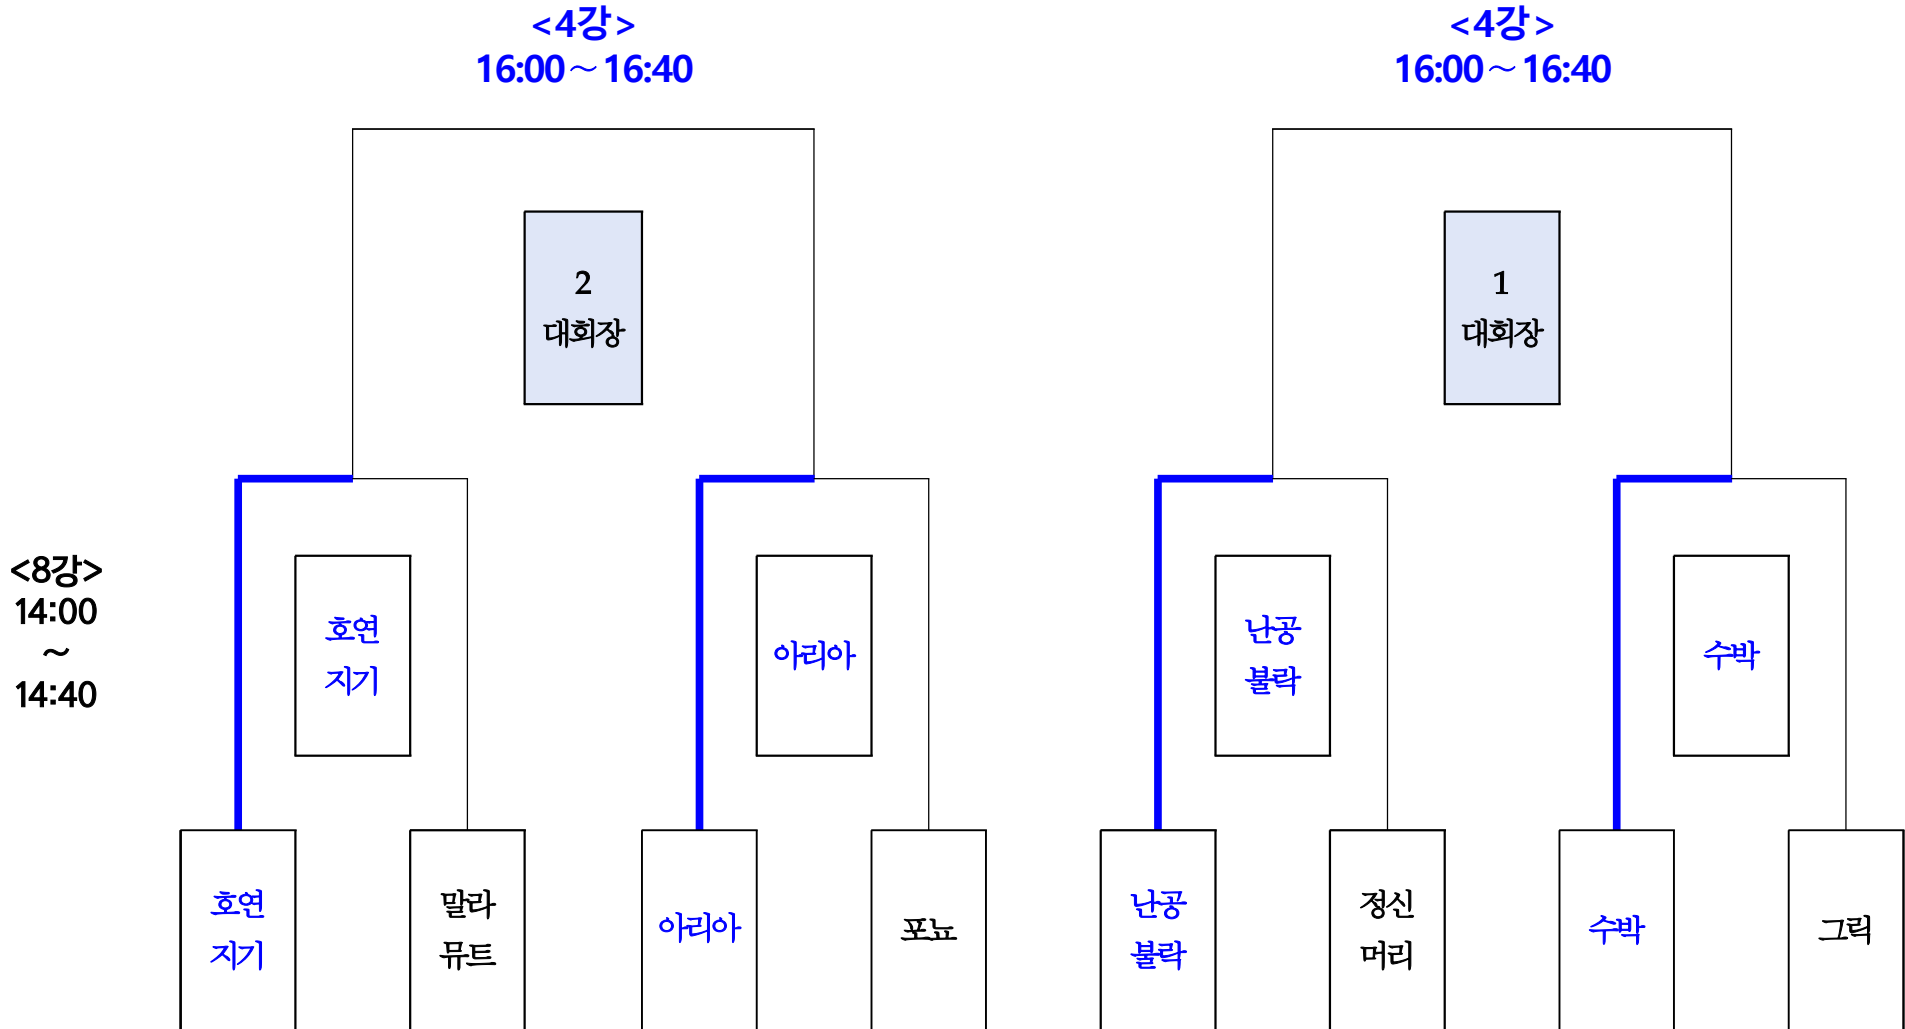 <4강>
16:00~16:40
<4강>
16:00~16:40
2
대회장
1
대회장
<8강>
14:00
~
14:40
호연
지기
아리아
난공
불락
수박
호연
지기
말라
뮤트
아리아
포뇨
난공
불락
정신
머리
수박
그릭